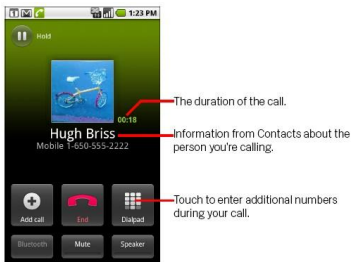 1:23 PM
Hold
00:18
The duration of the call.
Hugh Briss
Mobile 1-650-555-2222
Information from Contacts about the
person you're calling.
Touch to enter additional numbers
during your call.
Add call
End
Dialpad
Bluetooth
Mute
Speaker